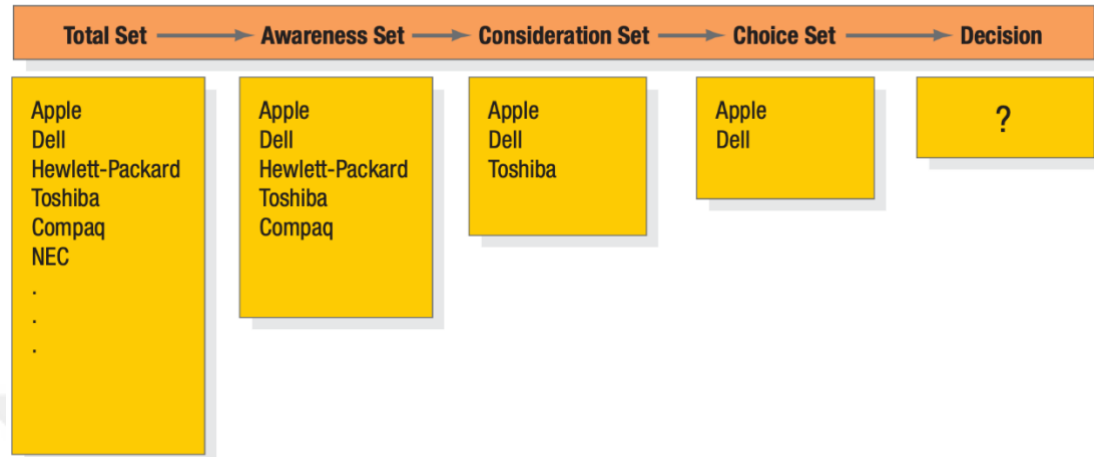 Total Set Awareness Set Consideration Set Choice Set Decision
Apple
Dell
Hewlett-Packard
Toshiba
Compaq
NEC
.
.
.
Apple
Dell
Hewlett-Packard
Toshiba
Compaq
Apple
Dell
Toshiba
Apple
Dell
?